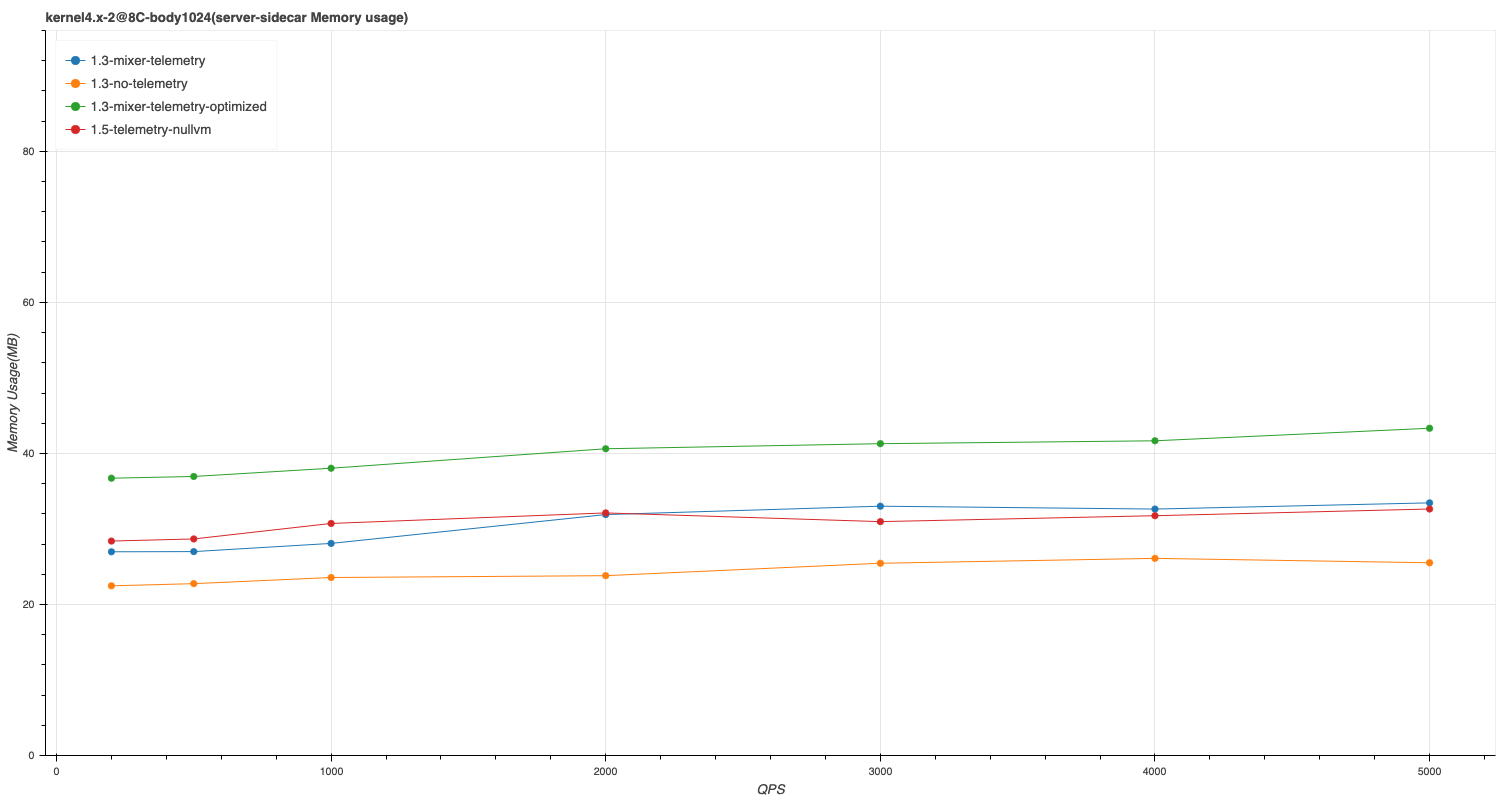 kernel4.x-2@8C-body1024(server-sidecar Memory usage)
1.3-mixer-telemetry
1.3-no-telemetry
1.3-mixer-telemetry-optimized
1.5-telemetry-nullvm
80
60
40
20
0
Memory Usage(MB)
0 1000 2000 3000 4000 5000
QPS